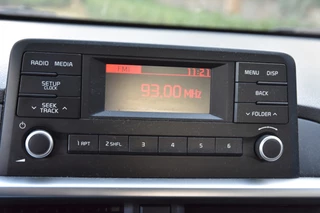 RADIO MEDIA
SETUP
CLOCK
SEEK
TRACK
FM1 11:21
93.00 MHz
MENU DISP
BACK
FOLDER
1 RPT 2 SHFL 3 4 5 6